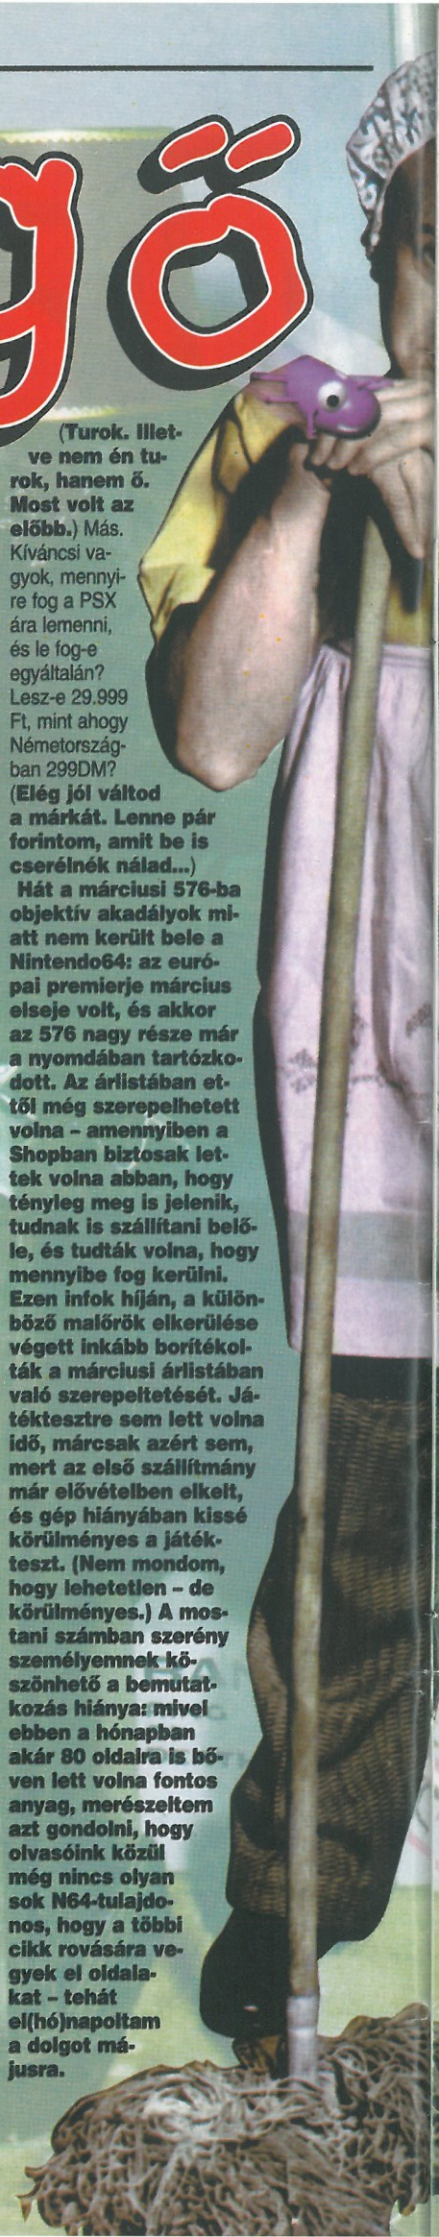 gő
(Turok. Illet-
ve nem én tu-
rok, hanem ő.
Most volt az
előbb.) Más.
Kíváncsi va-
gyok, mennyi-
re fog a PSX
ára lemenni,
és le fog-e
egyáltalán?
Lesz-e 29.999
Ft, mint ahogy
Németország-
ban 299DM?
(Elég jól váltod
a márkát. Lenne pár
forintom, amit be is
cserélnék nálad...)
Hát a márciusi 576-ba
objektív akadályok mi-
att nem került bele a
Nintendo64: az euró-
pai premierje március
elseje volt, és akkor
az 576 nagy része már
a nyomdában tartózko-
dott. Az árlistában et-
től még szerepelhetett
volna – amennyiben a
Shopban biztosak let-
tek volna abban, hogy
tényleg meg is jelenik,
tudnak is szállítani belő-
le, és tudták volna, hogy
mennyibe fog kerülni.
Ezen infok híján, a külön-
böző malőrök elkerülése
végett inkább borítékol-
ták a márciusi árlistában
való szerepeltetését. Já-
téktesztre sem lett volna
idő, márcsak azért sem,
mert az első szállítmány
már elővételben elkelt,
és gép hiányában kissé
körülményes a játék-
teszt. (Nem mondom,
hogy lehetetlen – de
körülményes.) A mos-
tani számban szerény
személyemnek kö-
szönhető a bemutat-
kozás hiánya: mivel
ebben a hónapban
akár 80 oldalra is bő-
ven lett volna fontos
anyag, merészeltem
azt gondolni, hogy
olvasóink közül
még nincs olyan
sok N64-tulajdo-
nos, hogy a többi
cikk rovására ve-
gyek el oldala-
kat – tehát
el(hó)napoltam
a dolgot má-
jusra.